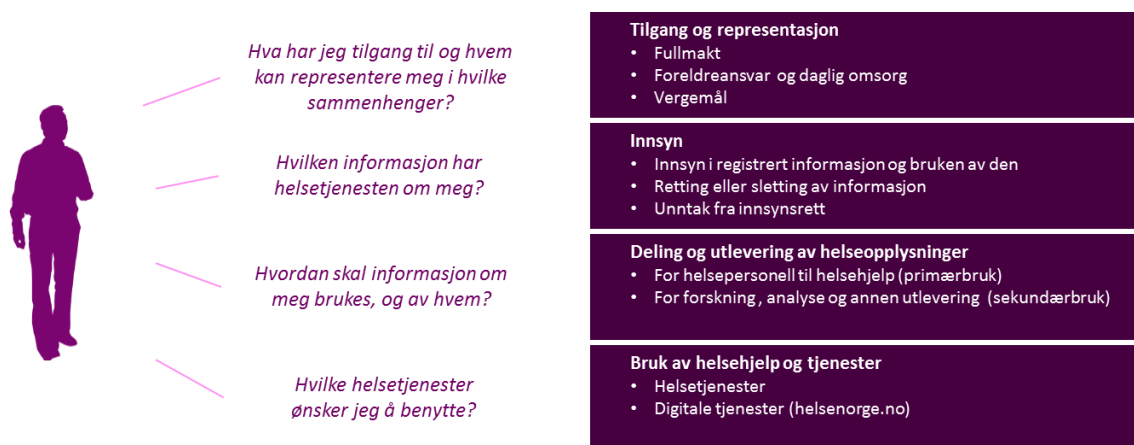 Hva har jeg tilgang til og hvem
kan representere meg i hvilke
sammenhenger?
Tilgang og representasjon
• Fullmakt
• Foreldreansvar og daglig omsorg
• Vergemål
Hvilken informasjon har
helsetjenesten om meg?
Innsyn
• Innsyn i registrert informasjon og bruken av den
• Retting eller sletting av informasjon
• Unntak fra innsynsrett
Hvordan skal informasjon om
meg brukes, og av hvem?
Deling og utlevering av helseopplysninger
• For helsepersonell til helsehjelp (primærbruk)
• For forskning, analyse og annen utlevering (sekundærbruk)
Hvilke helsetjenester
ønsker jeg å benytte?
Bruk av helsehjelp og tjenester
• Helsetjenester
• Digitale tjenester (helsenorge.no)